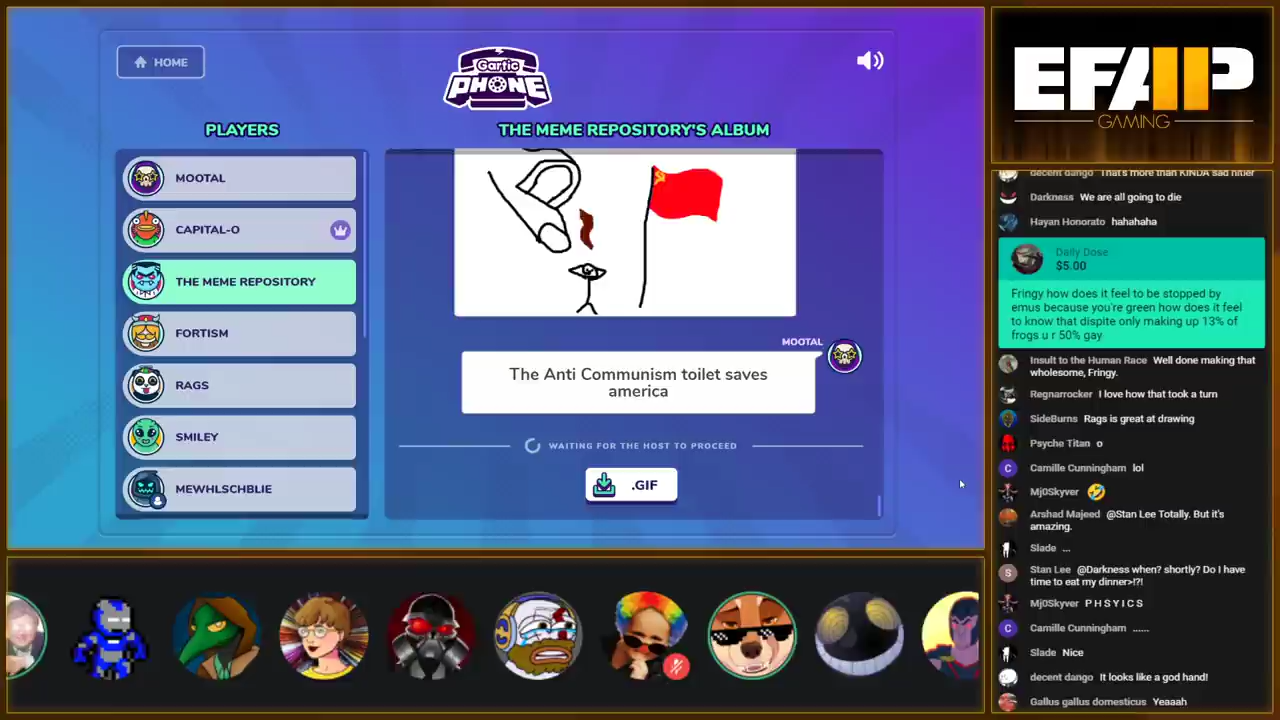 HOME
Gartic
PHONE
PLAYERS
MOOTAL
CAPITAL-O
THE MEME REPOSITORY
FORTISM
RAGS
SMILEY
MEWHLSCHBLIE
THE MEME REPOSITORY'S ALBUM
MOOTAL
The Anti Communism toilet saves
america
WAITING FOR THE HOST TO PROCEED
.GIF
EFAP
GAMING
decent dango That's more than KINDA sad hitler
Darkness We are all going to die
Hayan Honorato hahahaha
Daily Dose
$5.00
Fringy how does it feel to be stopped by
emus because you're green how does it feel
to know that dispite only making up 13% of
frogs u r 50% gay
Insult to the Human Race Well done making that
wholesome, Fringy.
Regnarrocker I love how that took a turn
SideBurns Rags is great at drawing
Psyche Titan o
C Camille Cunningham lol
Mj0Skyver 🤣
Arshad Majeed @Stan Lee Totally. But it's
amazing.
Slade ...
S Stan Lee @Darkness when? shortly? Do I have
time to eat my dinner>!?!
Mj0Skyver P H S Y I C S
C Camille Cunningham ......
Slade Nice
decent dango It looks like a god hand!
Gallus gallus domesticus Yeaaah